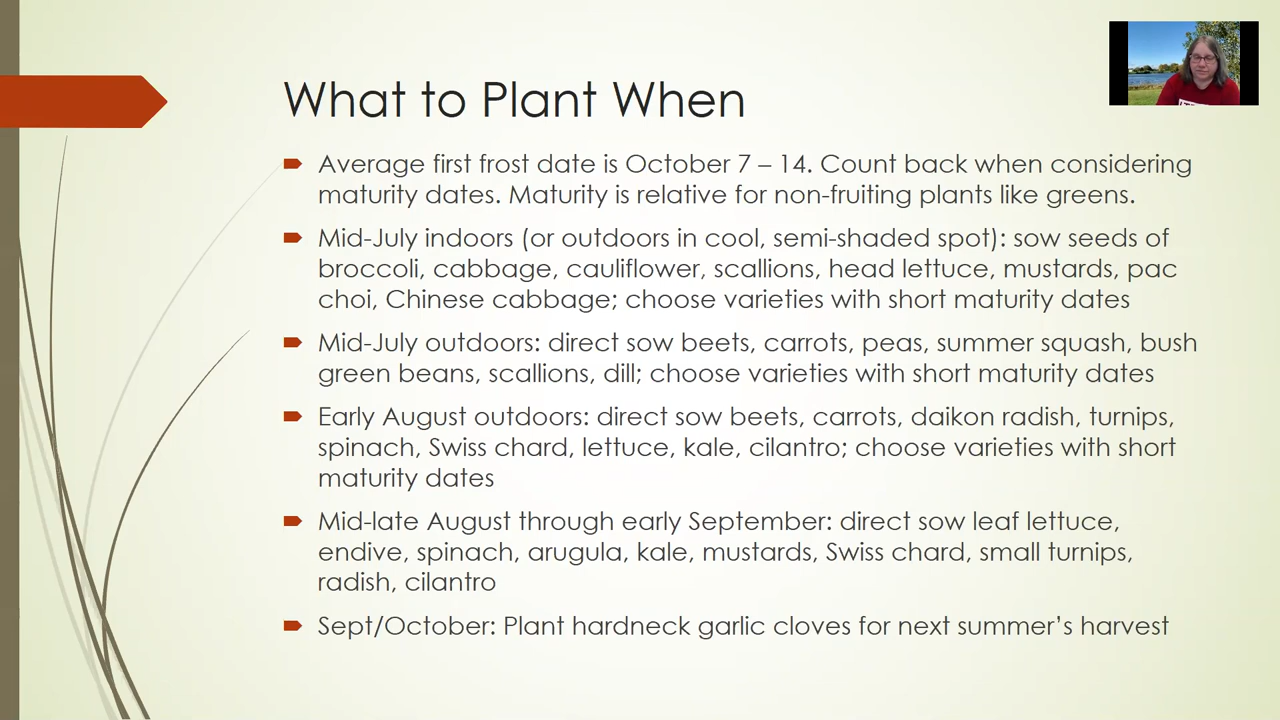 What to Plant When
Average first frost date is October 7 – 14. Count back when considering
maturity dates. Maturity is relative for non-fruiting plants like greens.
Mid-July indoors (or outdoors in cool, semi-shaded spot): sow seeds of
broccoli, cabbage, cauliflower, scallions, head lettuce, mustards, pac
choi, Chinese cabbage; choose varieties with short maturity dates
Mid-July outdoors: direct sow beets, carrots, peas, summer squash, bush
green beans, scallions, dill; choose varieties with short maturity dates
Early August outdoors: direct sow beets, carrots, daikon radish, turnips,
spinach, Swiss chard, lettuce, kale, cilantro; choose varieties with short
maturity dates
Mid-late August through early September: direct sow leaf lettuce,
endive, spinach, arugula, kale, mustards, Swiss chard, small turnips,
radish, cilantro
Sept/October: Plant hardneck garlic cloves for next summer’s harvest